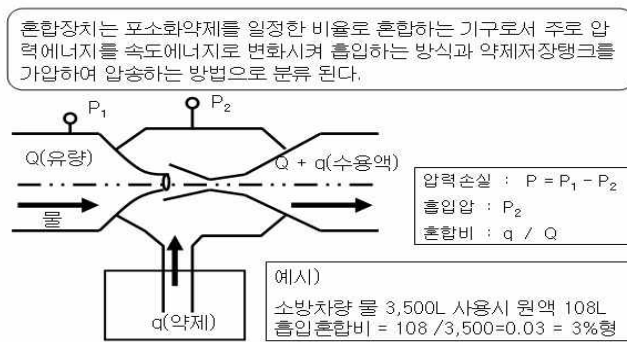 혼합장치는 포소화약제를 일정한 비율로 혼합하는 기구로서 주로 압
력에너지를 속도에너지로 변화시켜 흡입하는 방식과 약제저장탱크를
가압하여 압송하는 방법으로 분류 된다.
P₁
P₂
Q(유량)
Q + q(수용액)
물
압력손실 : P = P₁ - P₂
흡입압 : P₂
혼합비 : q / Q
q(약제)
예시)
소방차량 물 3,500L 사용시 원액 108L
흡입혼합비 = 108 /3,500=0.03 = 3%형